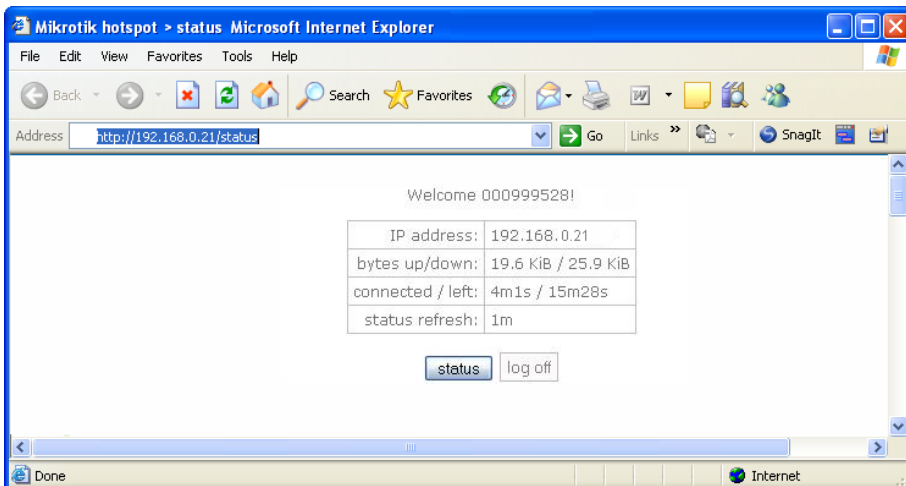 Mikrotik hotspot > status Microsoft Internet Explorer
File Edit View Favorites Tools Help
Back Search Favorites W
Address http://192.168.0.21/status Go Links » SnagIt
Welcome 000999528!
IP address: 192.168.0.21
bytes up/down: 19.6 KiB / 25.9 KiB
connected / left: 4m1s / 15m28s
status refresh: 1m
status log off
Done Internet